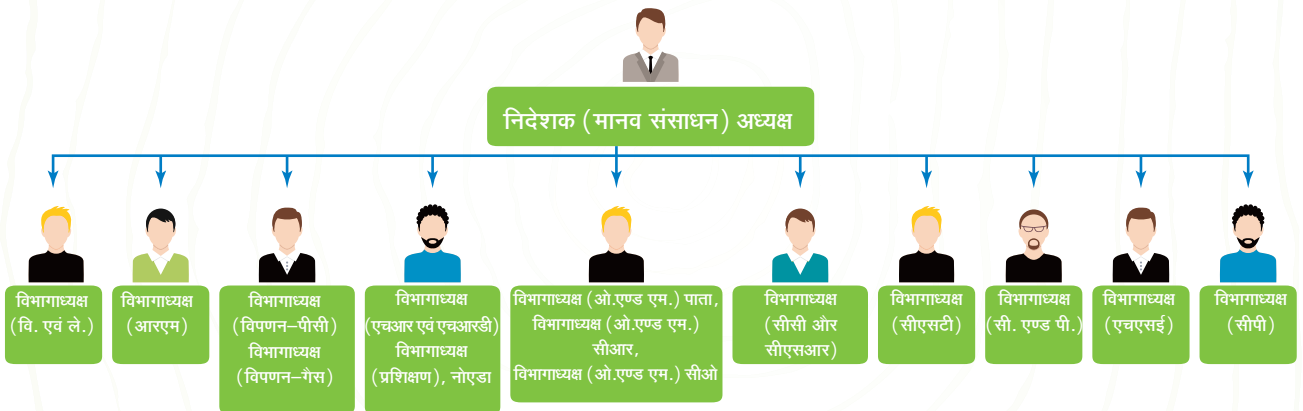 निदेशक (मानव संसाधन) अध्यक्ष
विभागाध्यक्ष
(वि. एवं ले.)
विभागाध्यक्ष
(आरएम)
विभागाध्यक्ष
(विपणन–पीसी)
विभागाध्यक्ष
(विपणन–गैस)
विभागाध्यक्ष
(एचआर एवं एचआरडी)
विभागाध्यक्ष
(प्रशिक्षण), नोएडा
विभागाध्यक्ष (ओ.एण्ड एम.) पाता,
विभागाध्यक्ष (ओ.एण्ड एम.)
सीआर,
विभागाध्यक्ष (ओ.एण्ड एम.) सीओ
विभागाध्यक्ष
(सीसी और
सीएसआर)
विभागाध्यक्ष
(सीएसटी)
विभागाध्यक्ष
(सी. एण्ड पी.)
विभागाध्यक्ष
(एचएसई)
विभागाध्यक्ष
(सीपी)